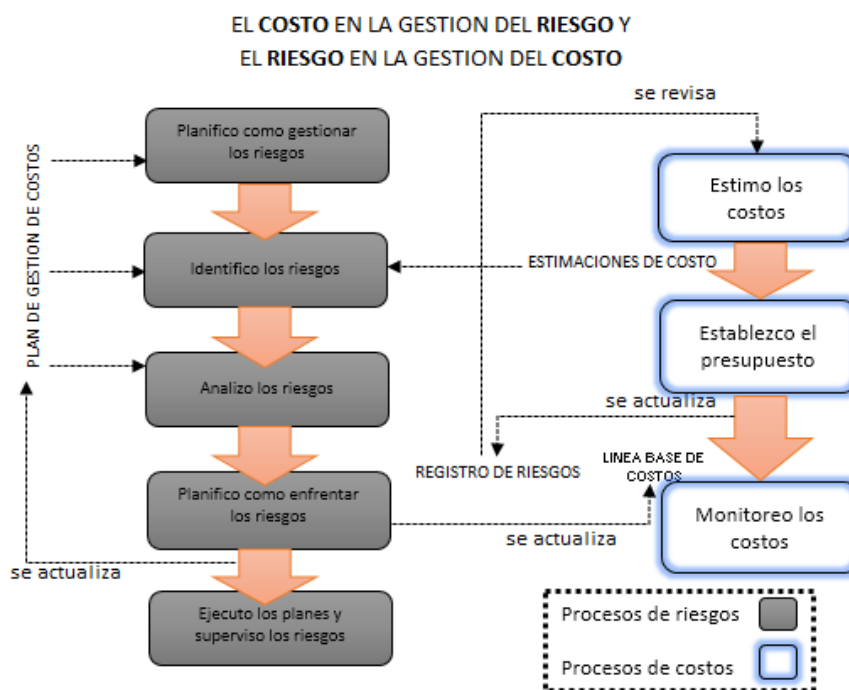 EL COSTO EN LA GESTION DEL RIESGO Y
EL RIESGO EN LA GESTION DEL COSTO
se revisa
Planifico como gestionar
los riesgos
PLAN DE GESTION DE COSTOS
Estimo los
costos
Identifico los riesgos
ESTIMACIONES DE COSTO
Establezco el
presupuesto
Analizo los riesgos
se actualiza
REGISTRO DE RIESGOS
LINEA BASE DE
COSTOS
Planifico como enfrentar
los riesgos
Monitoreo los
costos
se actualiza
se actualiza
Ejecuto los planes y
superviso los riesgos
Procesos de riesgos
Procesos de costos